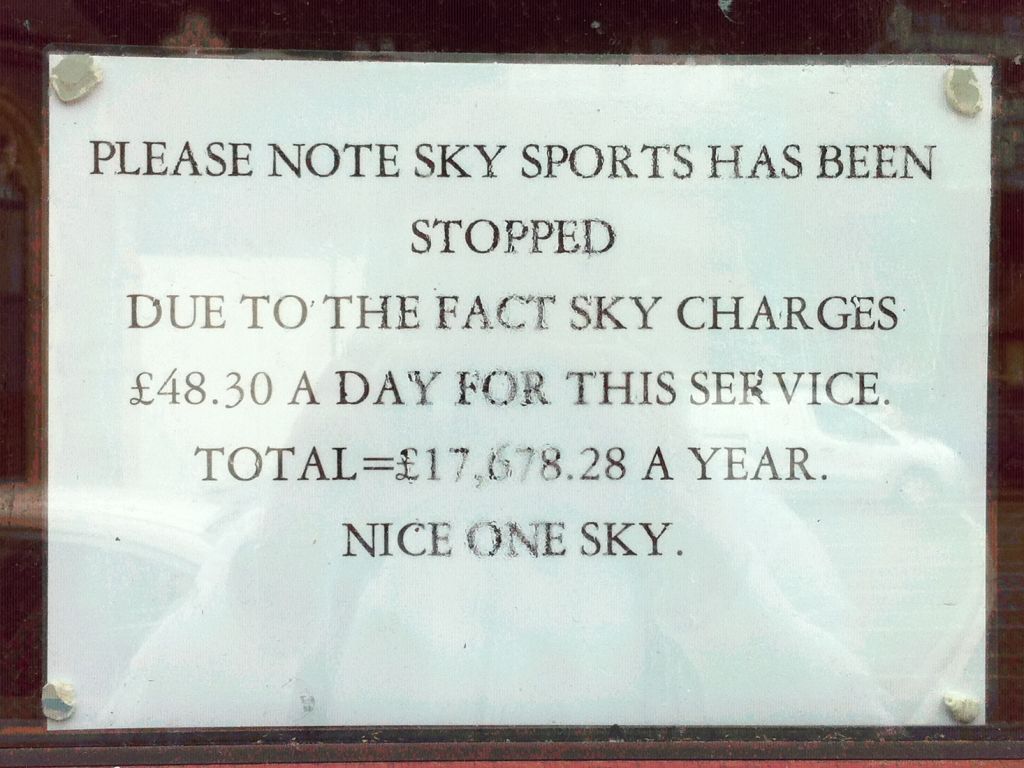 PLEASE NOTE SKY SPORTS HAS BEEN
STOPPED
DUE TO THE FACT SKY CHARGES
£48.30 A DAY FOR THIS SERVICE.
TOTAL=£17,678.28 A YEAR.
NICE ONE SKY.